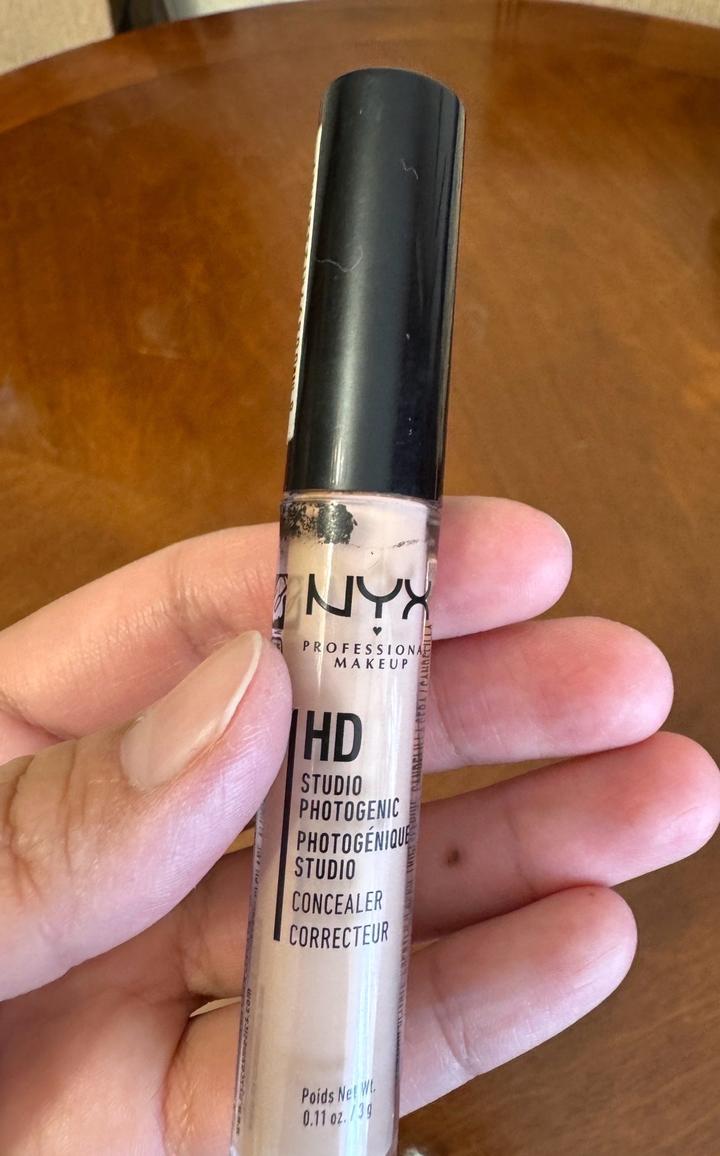 NYX
PROFESSIONAL
MAKEUP
HD
STUDIO
PHOTOGENIC
PHOTOGÉNIQUE
STUDIO
CONCEALER
CORRECTEUR
Poids Net Wt.
0.11 oz. / 3 g